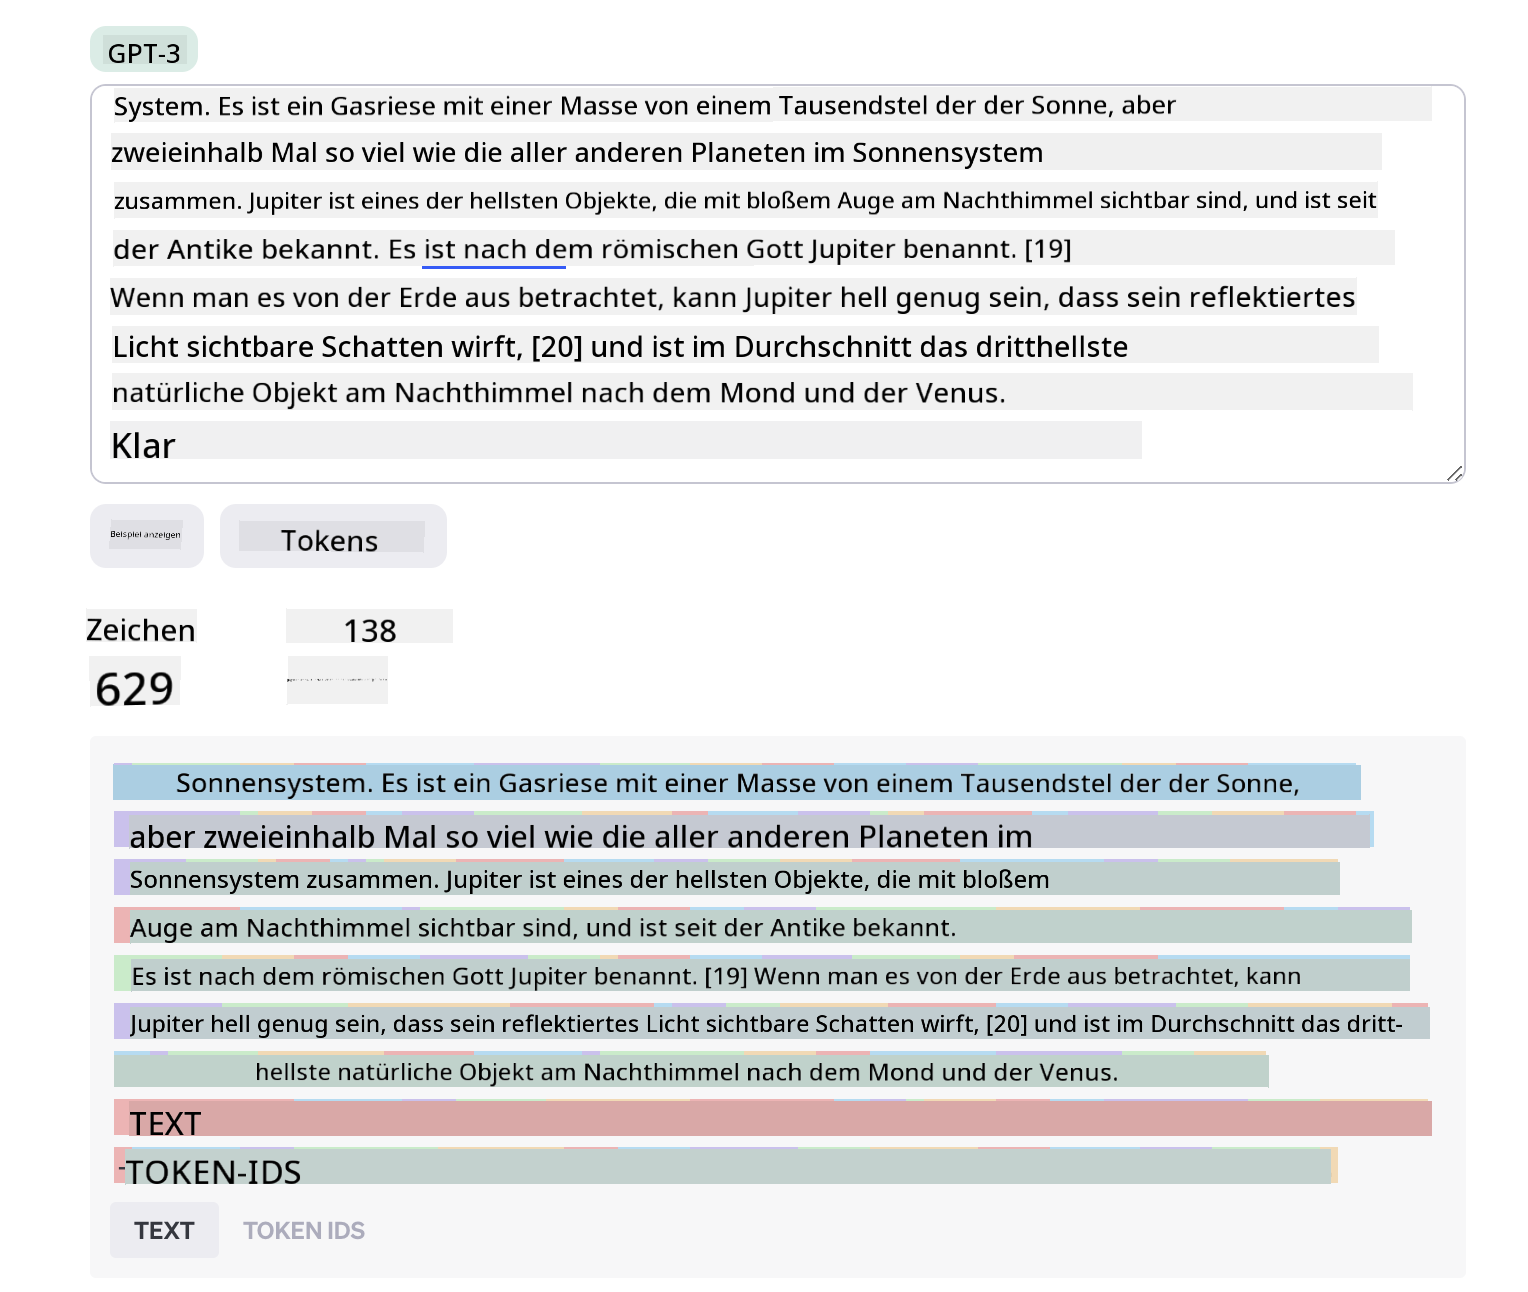 GPT-3
System. Es ist ein Gasriese mit einer Masse von einem Tausendstel der der Sonne, aber
zweieinhalb Mal so viel wie die aller anderen Planeten im Sonnensystem
zusammen. Jupiter ist eines der hellsten Objekte, die mit bloßem Auge am Nachthimmel sichtbar sind, und ist seit
der Antike bekannt. Es ist nach dem römischen Gott Jupiter benannt. [19]
Wenn man es von der Erde aus betrachtet, kann Jupiter hell genug sein, dass sein reflektiertes
Licht sichtbare Schatten wirft, [20] und ist im Durchschnitt das dritthellste
natürliche Objekt am Nachthimmel nach dem Mond und der Venus.
Klar
Beispiel anzeigen
Tokens
Zeichen
138
629
Sonnensystem. Es ist ein Gasriese mit einer Masse von einem Tausendstel der der Sonne,
aber zweieinhalb Mal so viel wie die aller anderen Planeten im
Sonnensystem zusammen. Jupiter ist eines der hellsten Objekte, die mit bloßem
Auge am Nachthimmel sichtbar sind, und ist seit der Antike bekannt.
Es ist nach dem römischen Gott Jupiter benannt. [19] Wenn man es von der Erde aus betrachtet, kann
Jupiter hell genug sein, dass sein reflektiertes Licht sichtbare Schatten wirft, [20] und ist im Durchschnitt das dritt-
hellste natürliche Objekt am Nachthimmel nach dem Mond und der Venus.
TEXT
-TOKEN-IDS
TEXT
TOKEN IDS